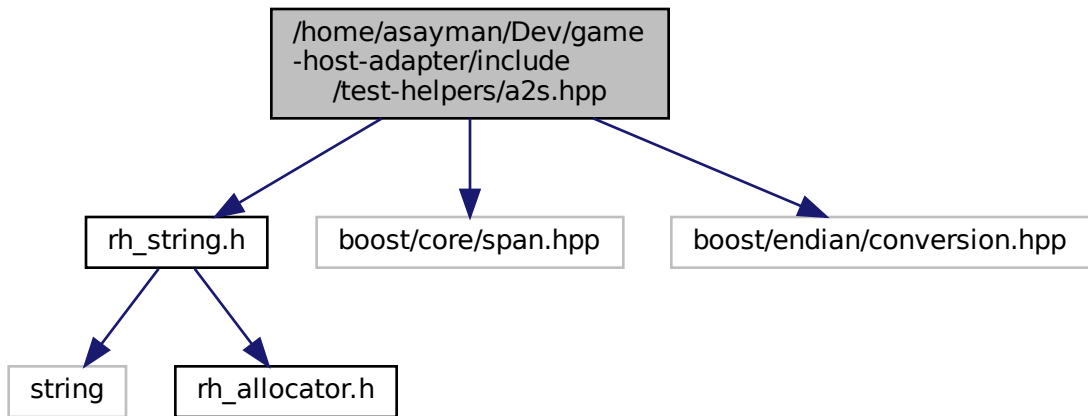 /home/asayman/Dev/game
-host-adapter/include
/test-helpers/a2s.hpp
rh_string.h
boost/core/span.hpp
boost/endian/conversion.hpp
string
rh_allocator.h